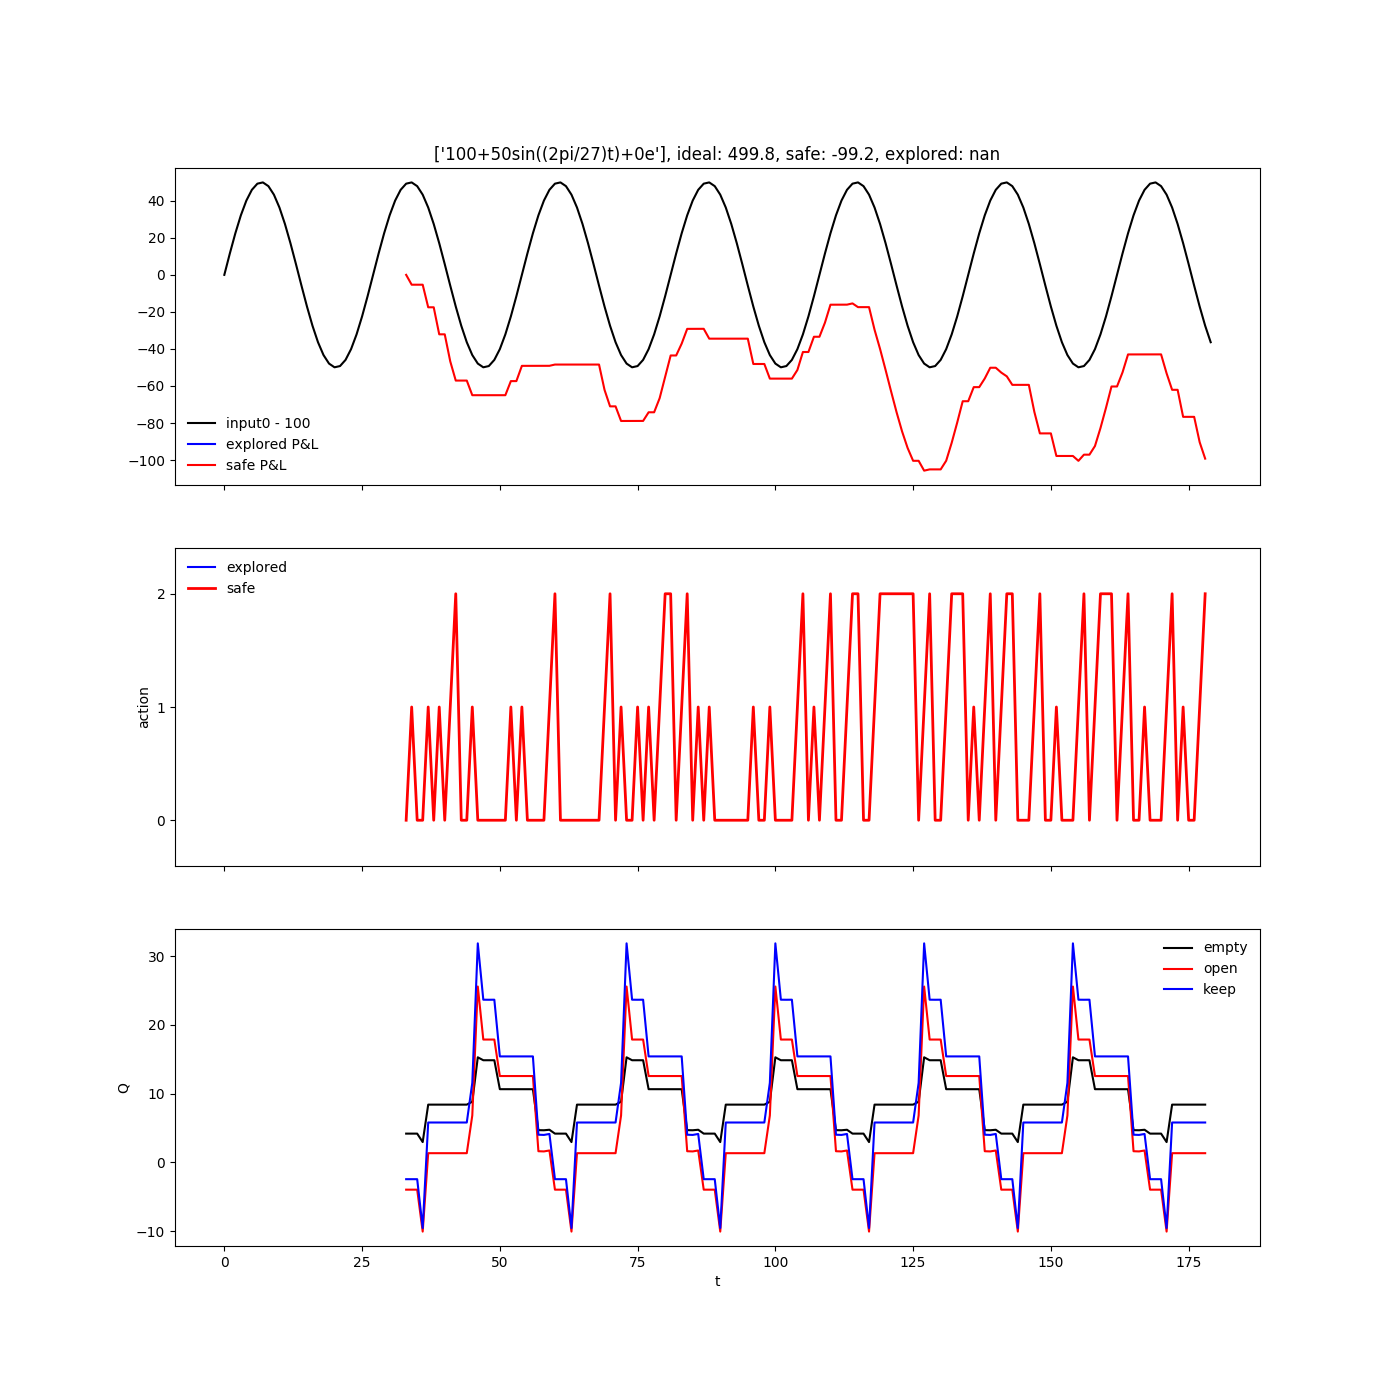 ['100+50sin((2pi/27)t)+0e'], ideal: 499.8, safe: -99.2, explored: nan
40
20
0
−20
−40
−60
−80
−100
input0 - 100
explored P&L
safe P&L
explored
safe
2
1
0
action
empty
open
keep
30
20
10
0
−10
Q
0
25
50
75
100
125
150
175
t